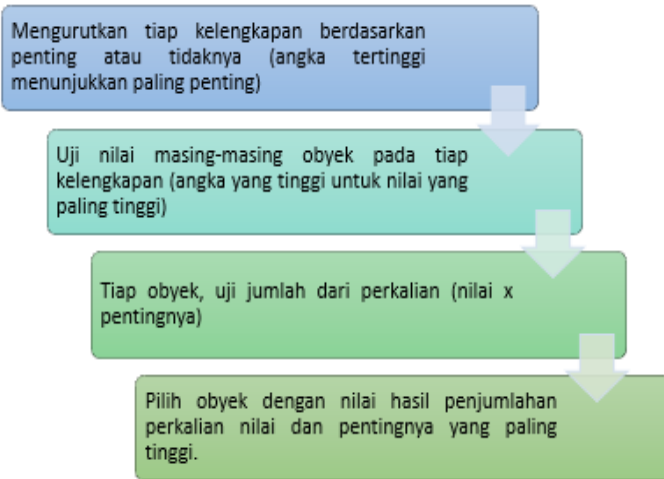 Mengurutkan tiap kelengkapan berdasarkan
penting atau tidaknya (angka tertinggi
menunjukkan paling penting)
Uji nilai masing-masing obyek pada tiap
kelengkapan (angka yang tinggi untuk nilai yang
paling tinggi)
Tiap obyek, uji jumlah dari perkalian (nilai x
pentingnya)
Pilih obyek dengan nilai hasil penjumlahan
perkalian nilai dan pentingnya yang paling
tinggi.